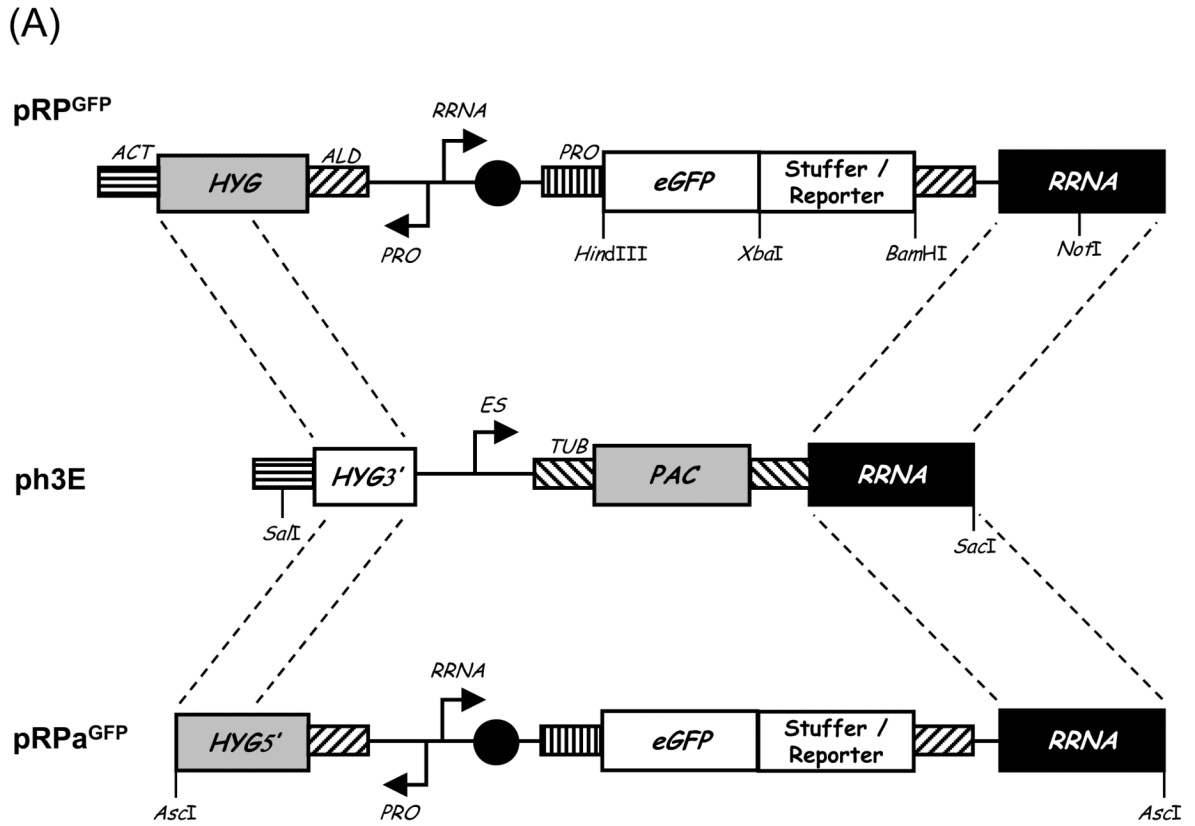 (A)
pRPGFP
RRNA
ACT
HYG
ALD
PRO
PRO
eGFP
Stuffer /
Reporter
RRNA
HindIII
XbaI
BamHI
NotI
ph3E
ES
HYG3'
TUB
PAC
RRNA
SalI
SacI
pRPaGFP
RRNA
HYG5'
PRO
eGFP
Stuffer /
Reporter
RRNA
AscI
AscI